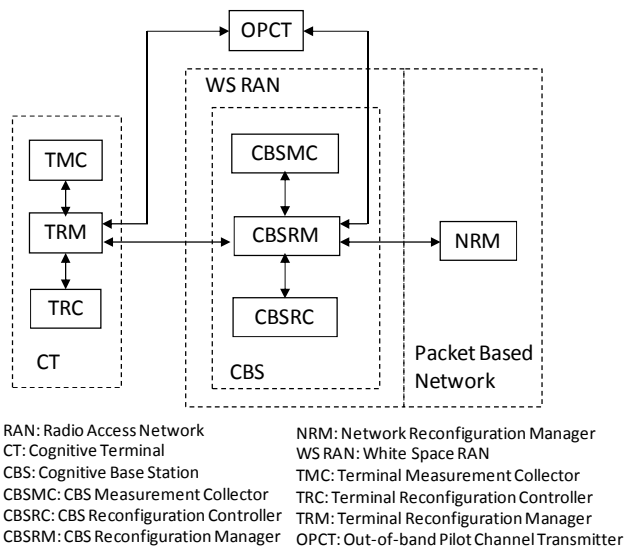 OPCT
WS RAN
CBSMC
TMC
TRM
CBSRM
NRM
TRC
CBSRC
CT
CBS
Packet Based
Network
RAN: Radio Access Network
CT: Cognitive Terminal
CBS: Cognitive Base Station
CBSMC: CBS Measurement Collector
CBSRC: CBS Reconfiguration Controller
CBSRM: CBS Reconfiguration Manager
NRM: Network Reconfiguration Manager
WS RAN: White Space RAN
TMC: Terminal Measurement Collector
TRC: Terminal Reconfiguration Controller
TRM: Terminal Reconfiguration Manager
OPCT: Out-of-band Pilot Channel Transmitter